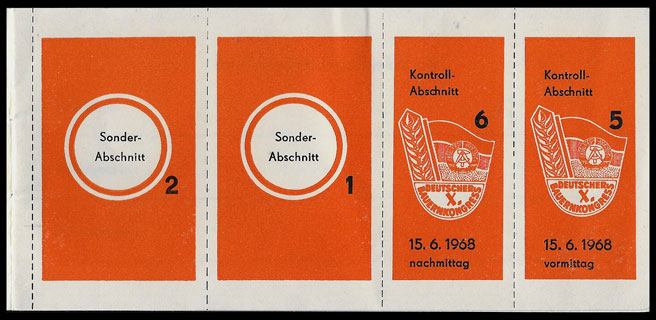 Sonder-
Abschnitt
2
Sonder-
Abschnitt
1
Kontroll-
Abschnitt
6
DEUTSCHER
X.
BAUERNKONGRESS
15. 6. 1968
nachmittag
Kontroll-
Abschnitt
5
DEUTSCHER
X.
BAUERNKONGRESS
15. 6. 1968
vormittag